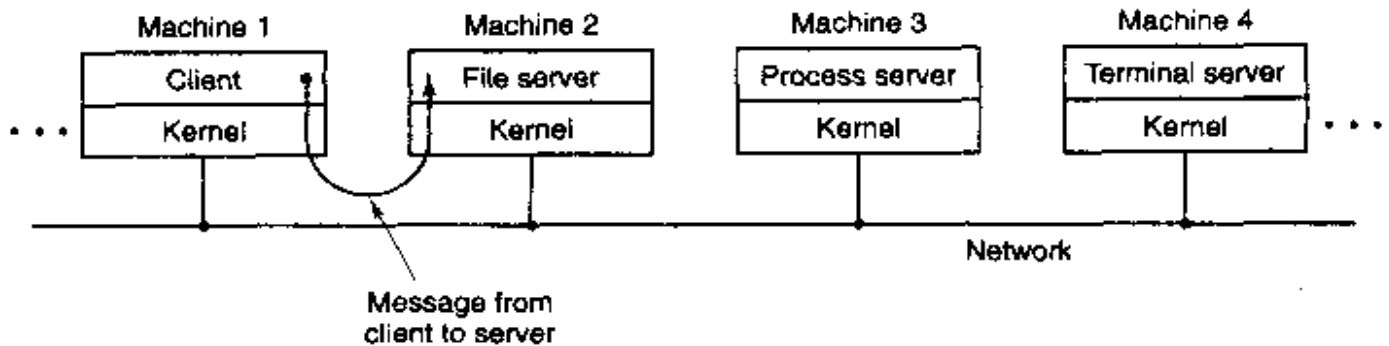 Machine 1
Machine 2
Machine 3
Machine 4
Client
File server
Process server
Terminal server
Kernel
Kernel
Kernel
Kernel
Network
Message from
client to server